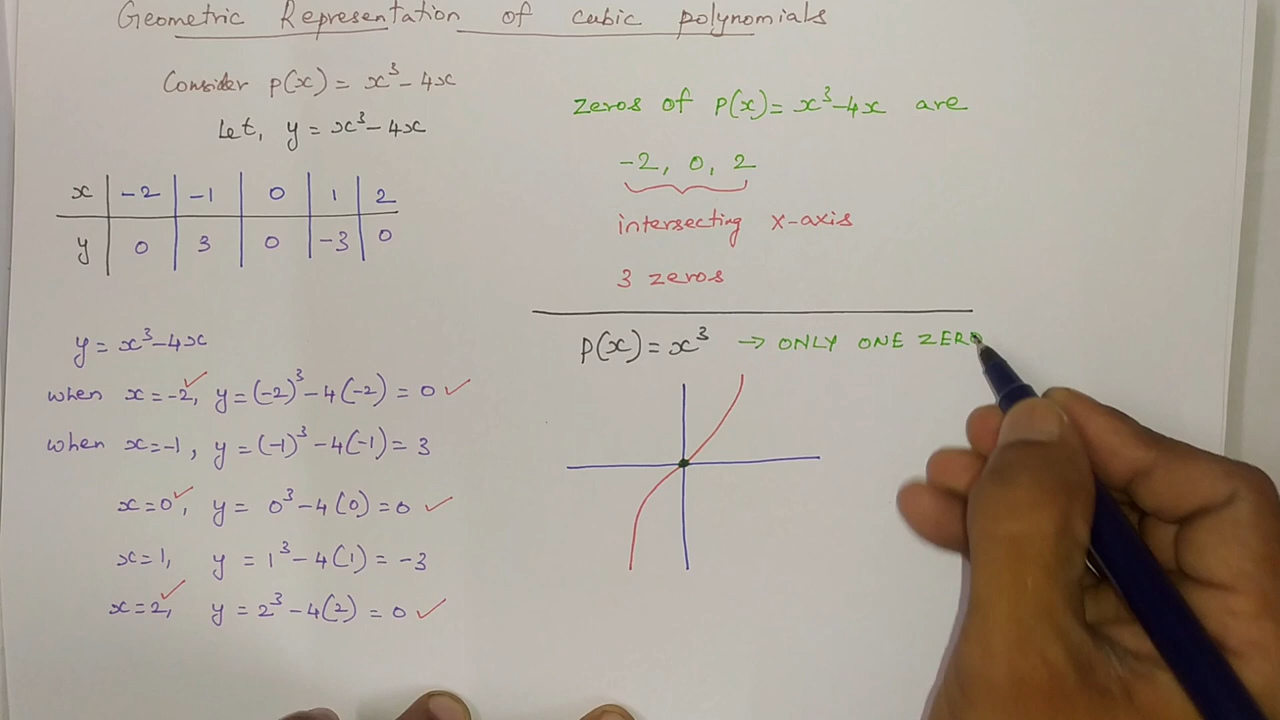 Geometric Representation of cubic polynomials
Consider p(x) = x³ - 4x
Let, y = x³ - 4x
x | -2 | -1 | 0 | 1 | 2
y | 0 | 3 | 0 | -3 | 0
y = x³ - 4x
when x = -2, y = (-2)³ - 4(-2) = 0 ✓
when x = -1, y = (-1)³ - 4(-1) = 3
x = 0, y = 0³ - 4(0) = 0 ✓
x = 1, y = 1³ - 4(1) = -3
x = 2, y = 2³ - 4(2) = 0 ✓
zeros of p(x) = x³ - 4x are
-2, 0, 2
intersecting x-axis
3 zeros
p(x) = x³ → ONLY ONE ZERO